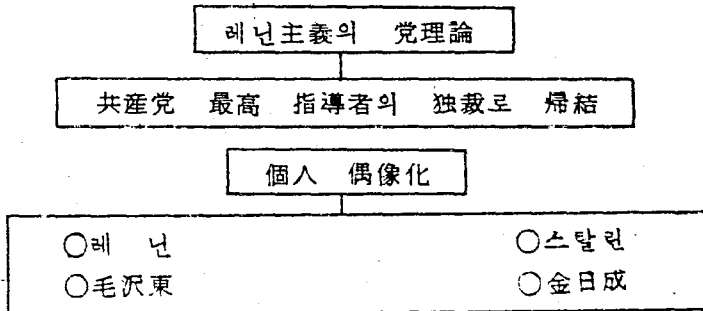 레닌主義의 党理論
共産党 最高 指導者의 独裁로 帰結
個人 偶像化
○레 닌 ○스탈린
○毛沢東 ○金日成